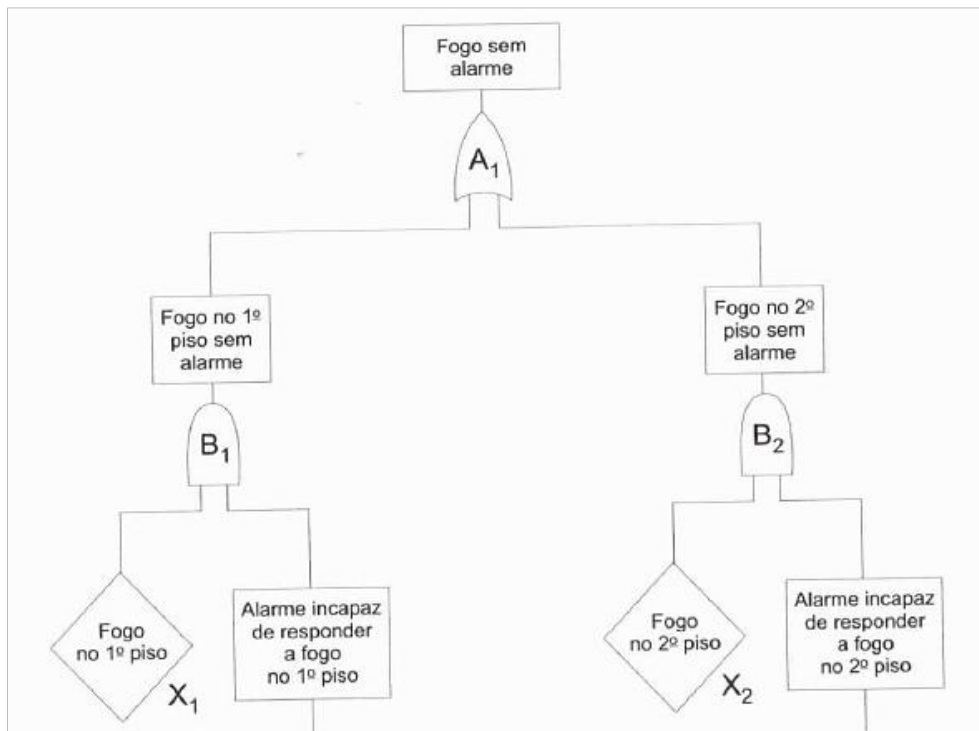 Fogo sem
alarme
A1
Fogo no 1º
piso sem
alarme
Fogo no 2º
piso sem
alarme
B1
B2
Fogo
no 1º piso
X1
Alarme incapaz
de responder
a fogo
no 1º piso
Fogo
no 2º piso
X2
Alarme incapaz
de responder
a fogo
no 2º piso